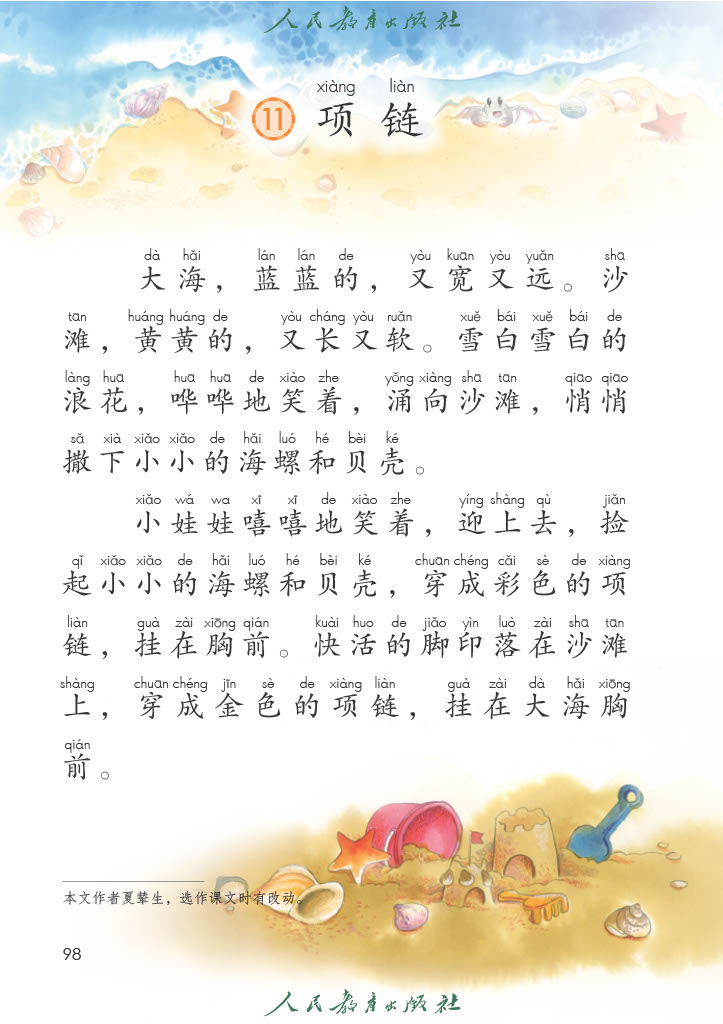 人民教育出版社
xiàng liàn
11 项链
dà hǎi lán lán de yòu kuān yòu yuǎn shā
大海，蓝蓝的，又宽又远。沙
tān huáng huáng de yòu cháng yòu ruǎn xuě bái xuě bái de
滩，黄黄的，又长又软。雪白雪白的
làng huā huā huā de xiào zhe yǒng xiàng shā tān qiāo qiāo
浪花，哗哗地笑着，涌向沙滩，悄悄
sǎ xià xiǎo xiǎo de hǎi luó hé bèi ké
撒下小小的海螺和贝壳。
xiǎo wá wa xī xī de xiào zhe yíng shàng qù jiǎn
小娃娃嘻嘻地笑着，迎上去，捡
qǐ xiǎo xiǎo de hǎi luó hé bèi ké chuān chéng cǎi sè de xiàng
起小小的海螺和贝壳，穿成彩色的项
liàn guà zài xiōng qián kuài huo de jiǎo yìn luò zài shā tān
链，挂在胸前。快活的脚印落在沙滩
shàng chuān chéng jīn sè de xiàng liàn guà zài dà hǎi xiōng
上，穿成金色的项链，挂在大海胸
qián
前。
本文作者夏辇生，选作课文时有改动。
98
人民教育出版社